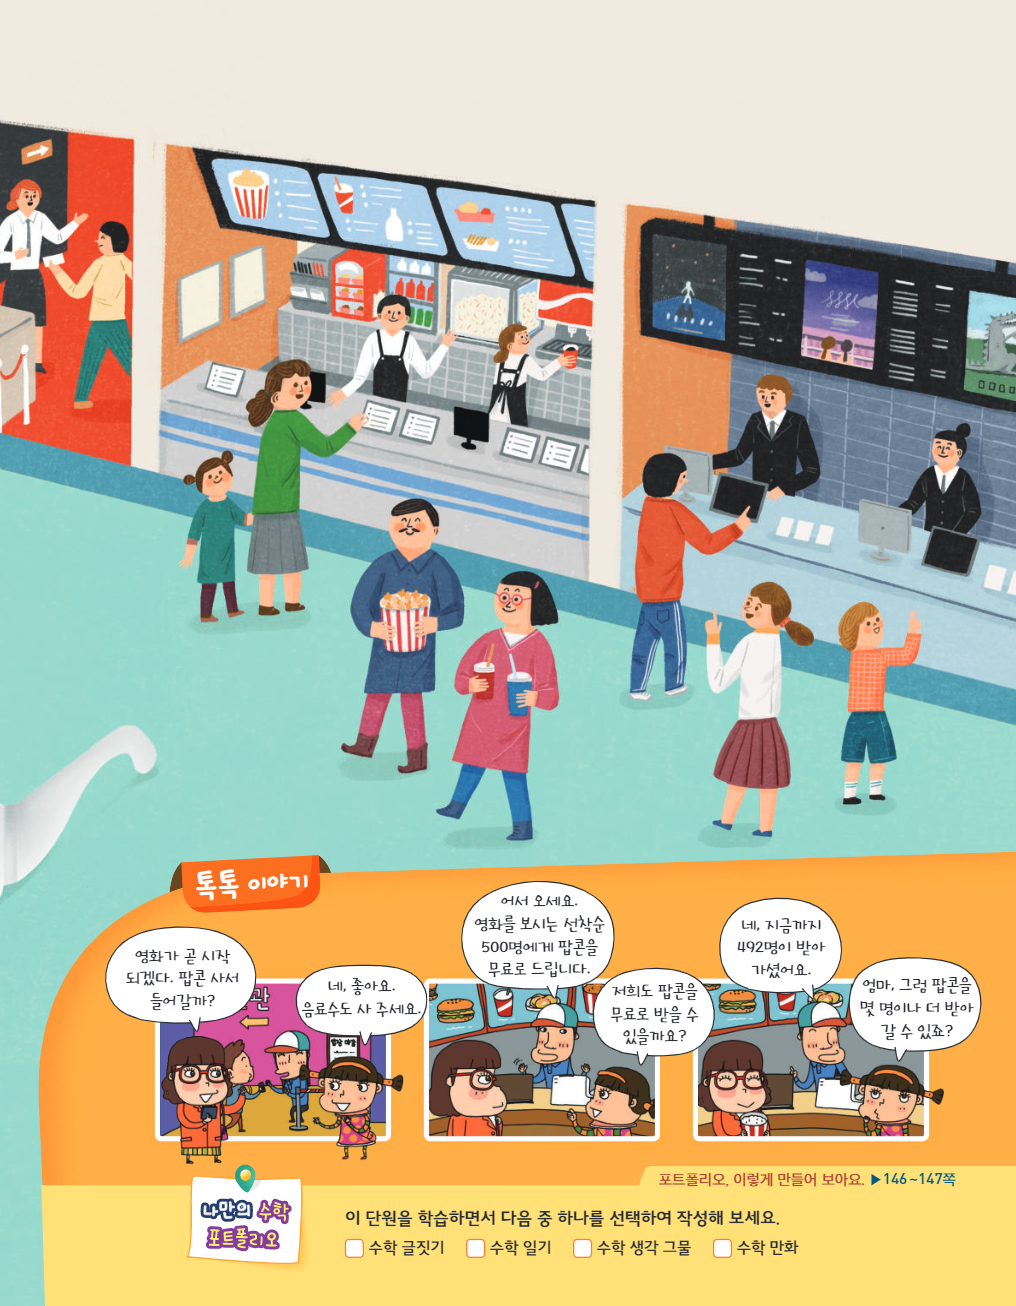 톡톡 이야기
영화가 곧 시작
되겠다. 팝콘 사서
들어갈까?
네, 좋아요.
음료수도 사 주세요.
어서 오세요.
영화를 보시는 선착순
500명에게 팝콘을
무료로 드립니다.
저희도 팝콘을
무료로 받을 수
있을까요?
네, 지금까지
492명이 받아
가셨어요.
엄마, 그럼 팝콘을
몇 명이나 더 받아
갈 수 있죠?
관
포트폴리오, 이렇게 만들어 보아요. ▶146~147쪽
나만의 수학
포트폴리오
이 단원을 학습하면서 다음 중 하나를 선택하여 작성해 보세요.
수학 글짓기 수학 일기 수학 생각 그물 수학 만화